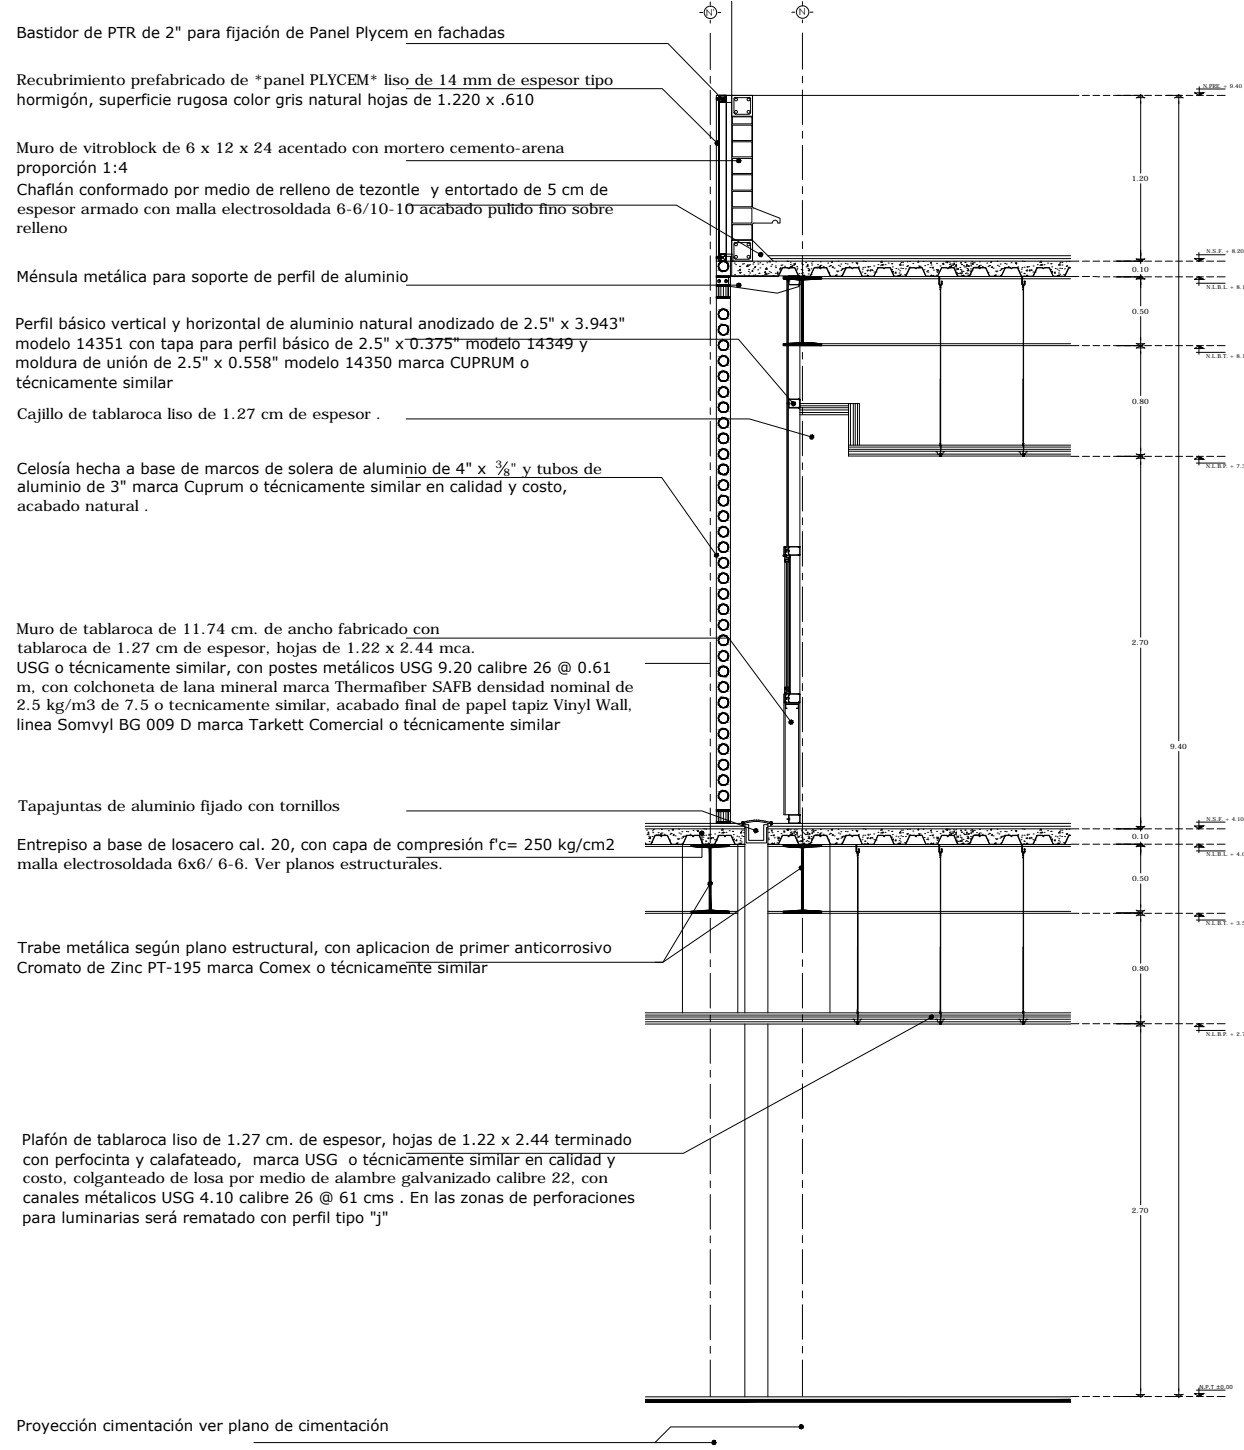 N'
N
Bastidor de PTR de 2" para fijación de Panel Plycem en fachadas
Recubrimiento prefabricado de *panel PLYCEM* liso de 14 mm de espesor tipo
hormigón, superficie rugosa color gris natural hojas de 1.220 x .610
Muro de vitroblock de 6 x 12 x 24 acentado con mortero cemento-arena
proporción 1:4
Chaflán conformado por medio de relleno de tezontle y entortado de 5 cm de
espesor armado con malla electrosoldada 6-6/10-10 acabado pulido fino sobre
relleno
Ménsula metálica para soporte de perfil de aluminio
Perfil básico vertical y horizontal de aluminio natural anodizado de 2.5" x 3.943"
modelo 14351 con tapa para perfil básico de 2.5" x 0.375" modelo 14349 y
moldura de unión de 2.5" x 0.558" modelo 14350 marca CUPRUM o
técnicamente similar
Cajillo de tablaroca liso de 1.27 cm de espesor .
Celosía hecha a base de marcos de solera de aluminio de 4" x ⅜" y tubos de
aluminio de 3" marca Cuprum o técnicamente similar en calidad y costo,
acabado natural .
Muro de tablaroca de 11.74 cm. de ancho fabricado con
tablaroca de 1.27 cm de espesor, hojas de 1.22 x 2.44 mca.
USG o técnicamente similar, con postes metálicos USG 9.20 calibre 26 @ 0.61
m, con colchoneta de lana mineral marca Thermafiber SAFB densidad nominal de
2.5 kg/m3 de 7.5 o tecnicamente similar, acabado final de papel tapiz Vinyl Wall,
linea Somvyl BG 009 D marca Tarkett Comercial o técnicamente similar
Tapajuntas de aluminio fijado con tornillos
Entrepiso a base de losacero cal. 20, con capa de compresión f'c= 250 kg/cm2
malla electrosoldada 6x6/ 6-6. Ver planos estructurales.
Trabe metálica según plano estructural, con aplicacion de primer anticorrosivo
Cromato de Zinc PT-195 marca Comex o técnicamente similar
Plafón de tablaroca liso de 1.27 cm. de espesor, hojas de 1.22 x 2.44 terminado
con perfocinta y calafateado, marca USG o técnicamente similar en calidad y
costo, colganteado de losa por medio de alambre galvanizado calibre 22, con
canales métalicos USG 4.10 calibre 26 @ 61 cms . En las zonas de perforaciones
para luminarias será rematado con perfil tipo "j"
Proyección cimentación ver plano de cimentación
1.20
0.10
0.50
0.80
2.70
0.10
0.50
0.80
2.70
9.40
N.PRE. + 9.40
N.S.F. + 8.20
N.L.B.L. + 8.1
N.L.B.T. + 6.1
N.L.B.P. + 7.3
N.S.F. + 4.10
N.L.B.L. + 4.0
N.L.B.T. + 3.5
N.L.B.P. + 2.7
N.P.T ±0.00